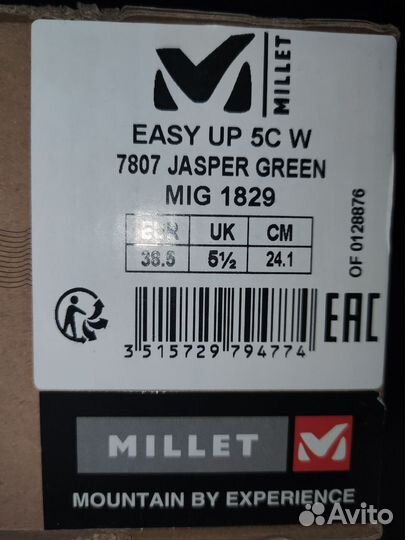 MILLET
EASY UP 5C W
7807 JASPER GREEN
MIG 1829
EUR UK CM
38.5 5½ 24.1
OF 0128876
EAC
3 515729 794774
MILLET
MOUNTAIN BY EXPERIENCE
Avito